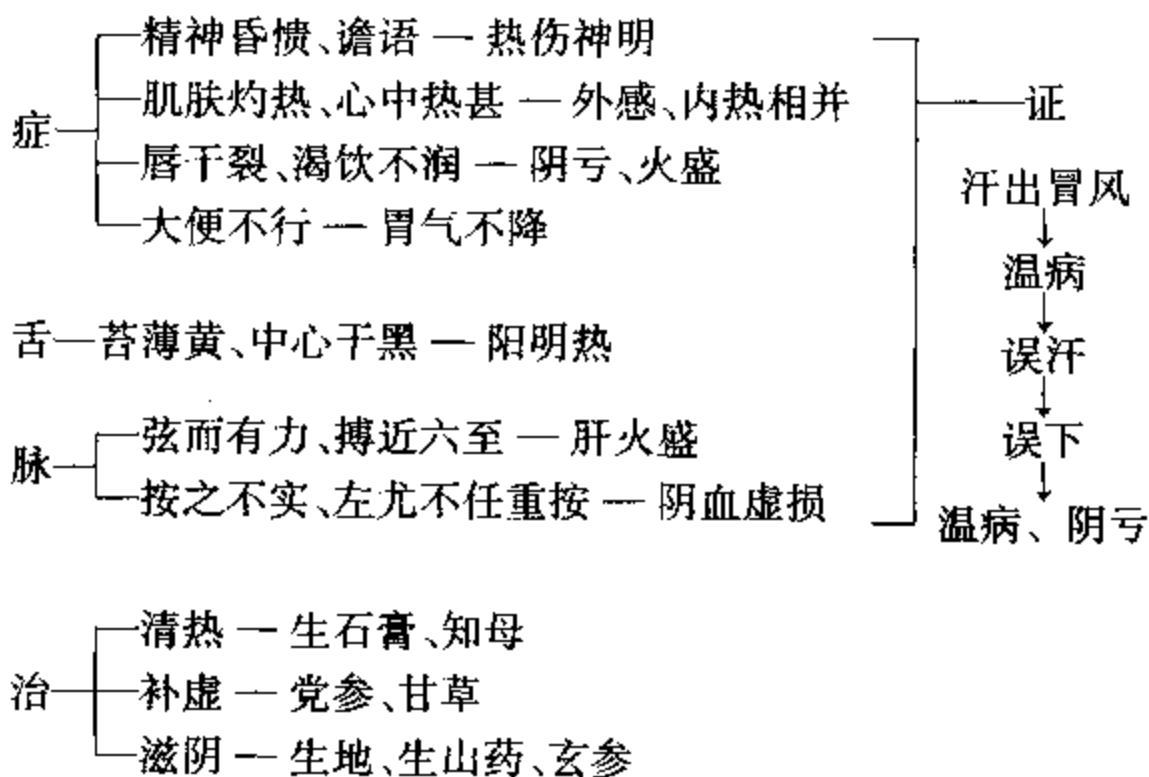 症
精神昏愦、谵语 — 热伤神明
肌肤灼热、心中热甚 — 外感、内热相并
唇干裂、渴饮不润 — 阴亏、火盛
大便不行 — 胃气不降
舌—苔薄黄、中心干黑 — 阳明热
脉
弦而有力、搏近六至 — 肝火盛
按之不实、左尤不任重按 — 阴血虚损
证
汗出冒风
↓
温病
↓
误汗
↓
误下
↓
温病、阴亏
治
清热 — 生石膏、知母
补虚 — 党参、甘草
滋阴 — 生地、生山药、玄参